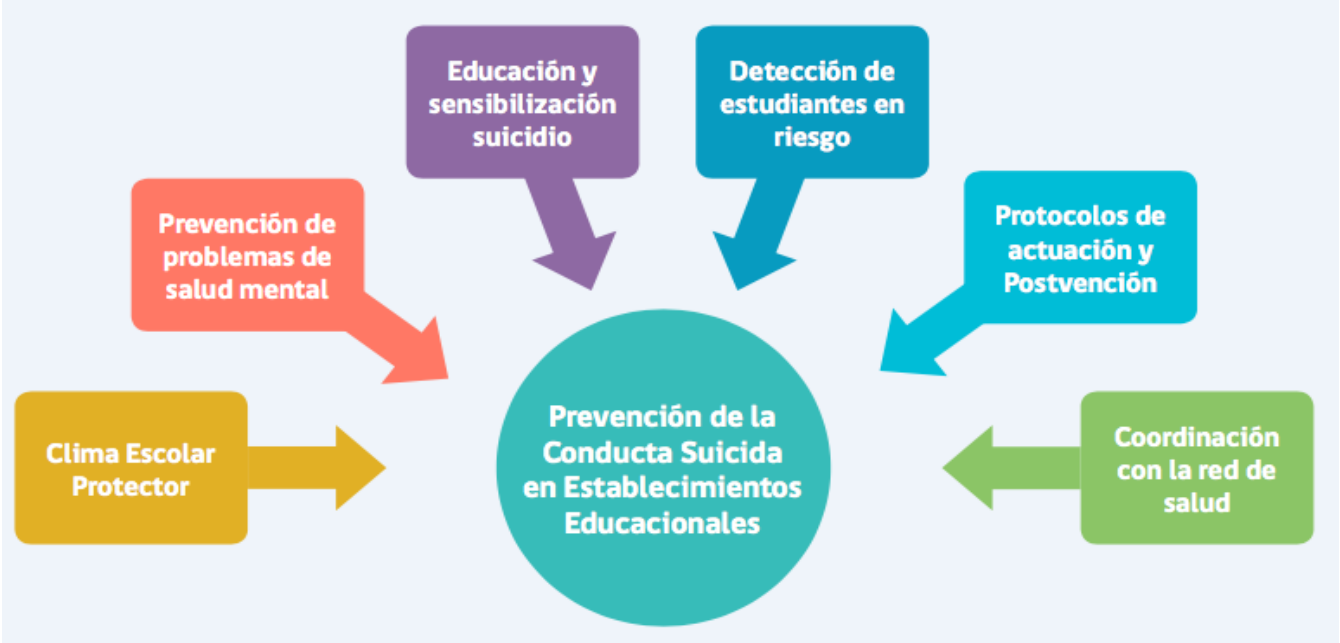 Educación y
sensibilización
suicidio
Detección de
estudiantes en
riesgo
Prevención de
problemas de
salud mental
Protocolos de
actuación y
Postvención
Clima Escolar
Protector
Prevención de la
Conducta Suicida
en Establecimientos
Educacionales
Coordinación
con la red de
salud